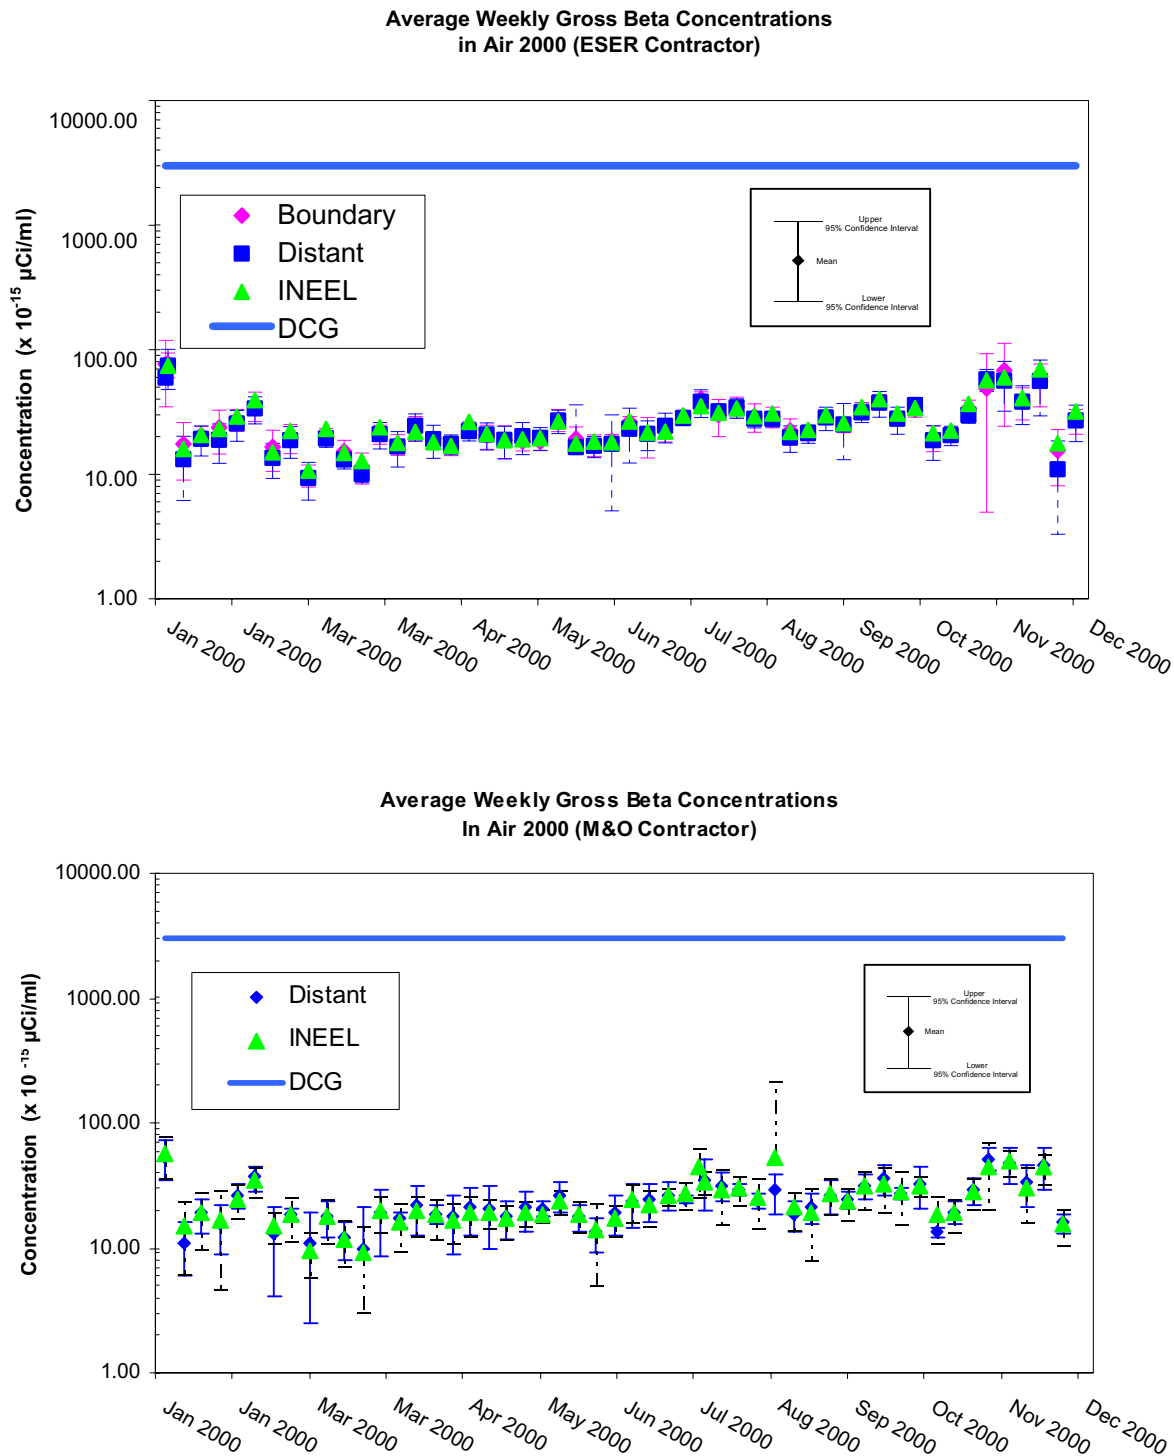 Average Weekly Gross Beta Concentrations
in Air 2000 (ESER Contractor)
10000.00
1000.00
100.00
10.00
1.00
Concentration (x 10-15 µCi/ml)
Boundary
Distant
INEEL
DCG
Upper
95% Confidence Interval
Mean
Lower
95% Confidence Interval
Jan 2000
Jan 2000
Mar 2000
Mar 2000
Apr 2000
May 2000
Jun 2000
Jul 2000
Aug 2000
Sep 2000
Oct 2000
Nov 2000
Dec 2000
Average Weekly Gross Beta Concentrations
In Air 2000 (M&O Contractor)
10000.00
1000.00
100.00
10.00
1.00
Concentration (x 10 -15 µCi/ml)
Distant
INEEL
DCG
Upper
95% Confidence Interval
Mean
Lower
95% Confidence Interval
Jan 2000
Jan 2000
Mar 2000
Mar 2000
Apr 2000
May 2000
Jun 2000
Jul 2000
Aug 2000
Sep 2000
Oct 2000
Nov 2000
Dec 2000